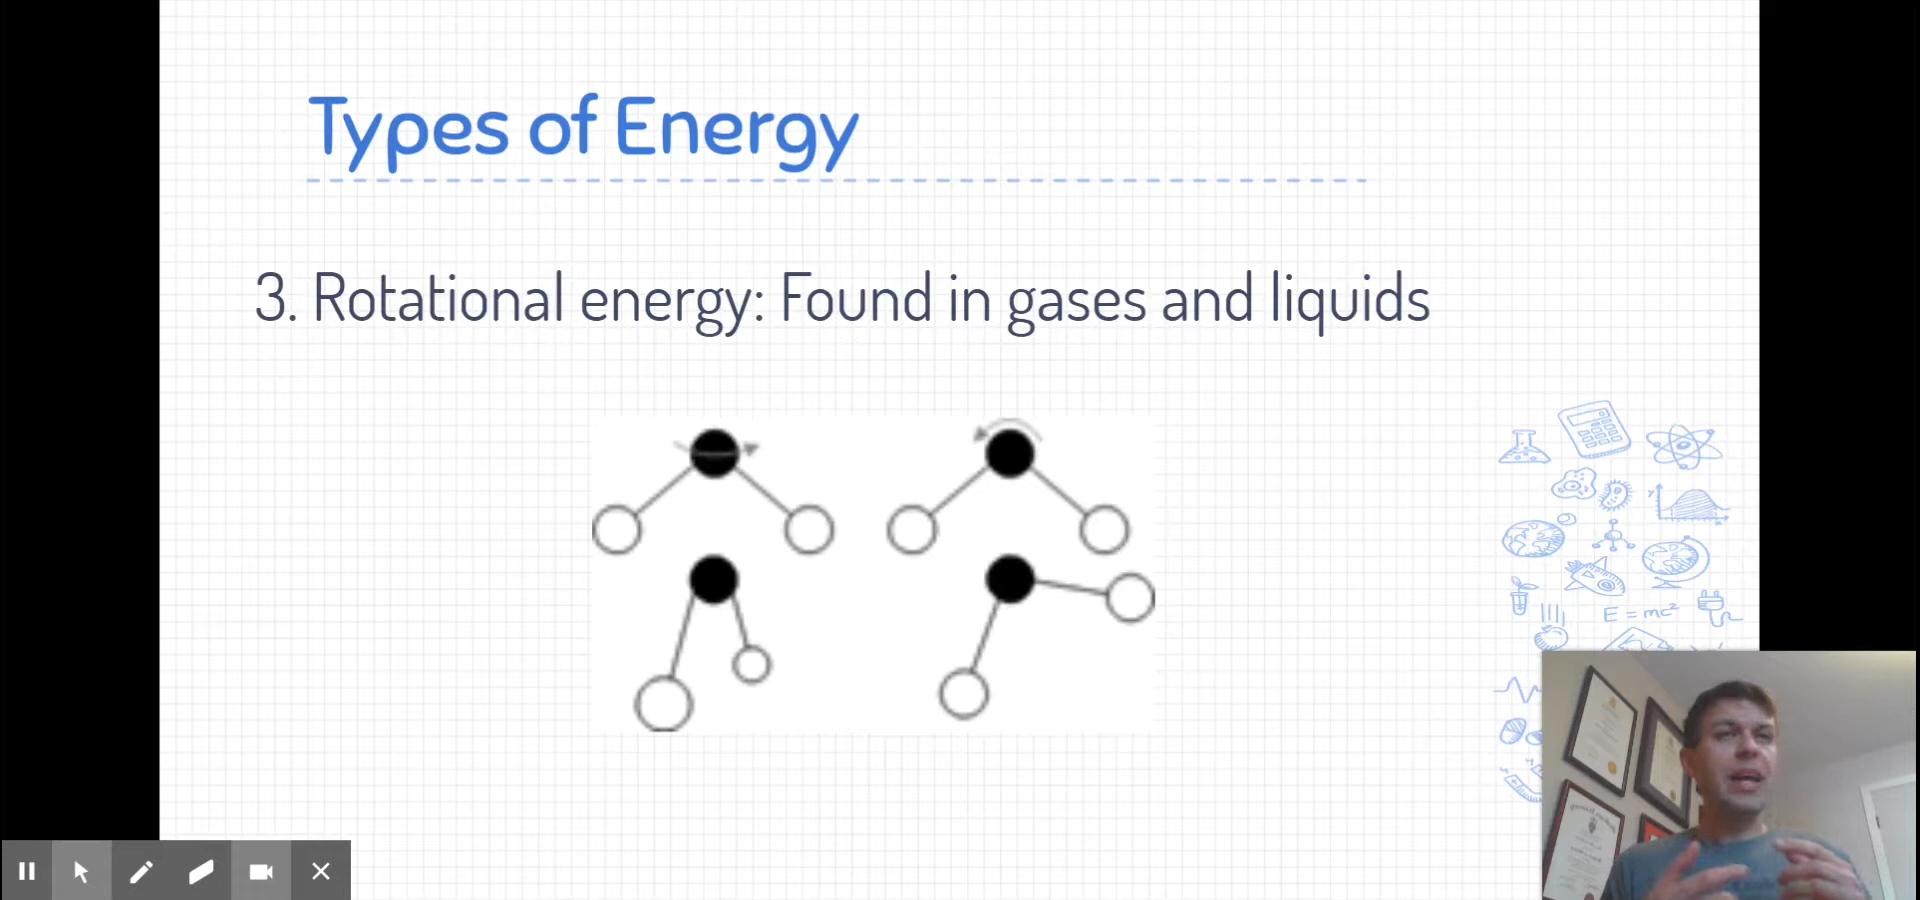 Types of Energy
3. Rotational energy: Found in gases and liquids
E = mc²